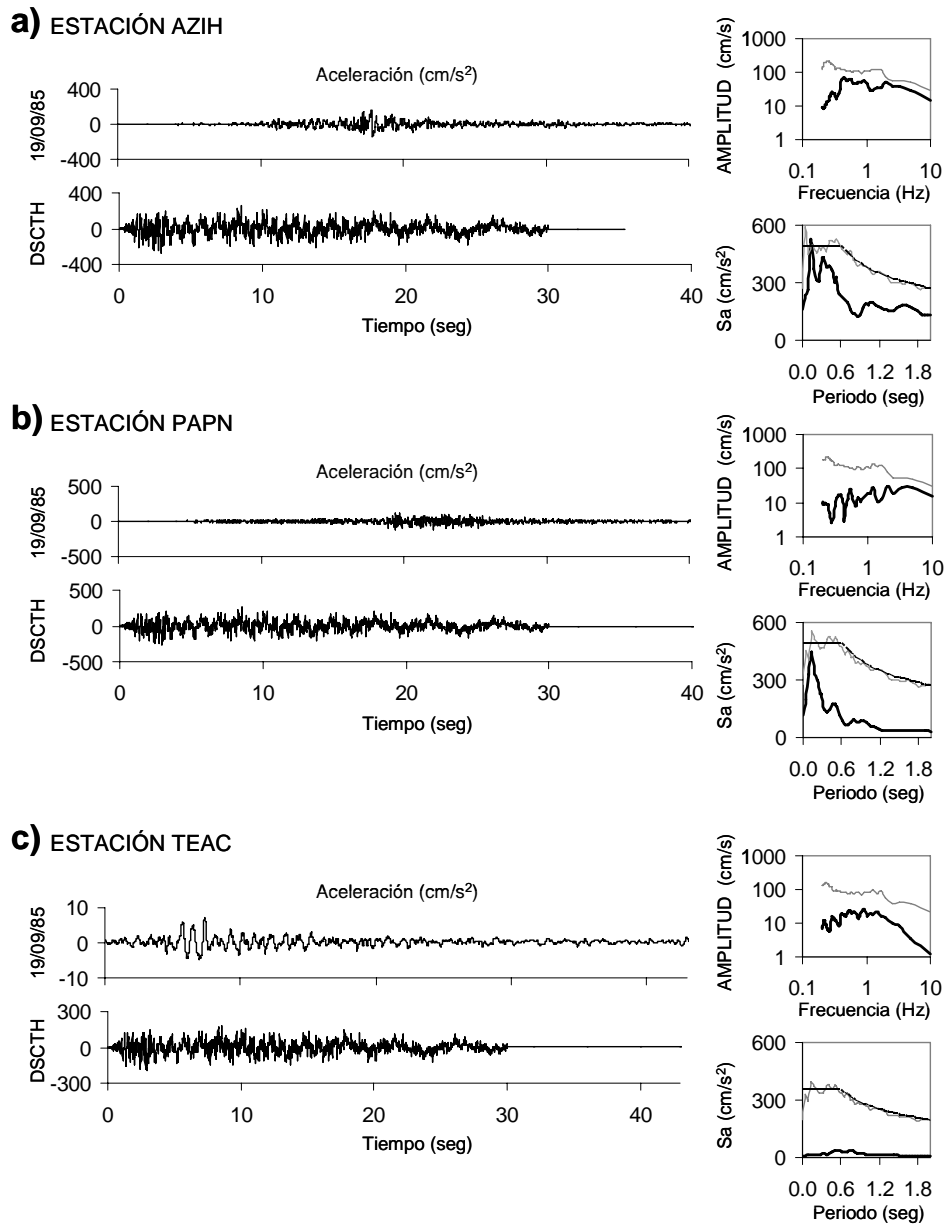 a) ESTACIÓN AZIH
Aceleración (cm/s²)
19/09/85
400
0
-400
DSCTH
400
0
-400
0 10 20 30 40
Tiempo (seg)
AMPLITUD (cm/s)
1000
100
10
1
0.1 1 10
Frecuencia (Hz)
Sa (cm/s²)
600
300
0
0.0 0.6 1.2 1.8
Periodo (seg)
b) ESTACIÓN PAPN
Aceleración (cm/s²)
19/09/85
500
0
-500
DSCTH
500
0
-500
0 10 20 30 40
Tiempo (seg)
AMPLITUD (cm/s)
1000
100
10
1
0.1 1 10
Frecuencia (Hz)
Sa (cm/s²)
600
300
0
0.0 0.6 1.2 1.8
Periodo (seg)
c) ESTACIÓN TEAC
Aceleración (cm/s²)
19/09/85
10
0
-10
DSCTH
300
0
-300
0 10 20 30 40
Tiempo (seg)
AMPLITUD (cm/s)
1000
100
10
1
0.1 1 10
Frecuencia (Hz)
Sa (cm/s²)
600
300
0
0.0 0.6 1.2 1.8
Periodo (seg)